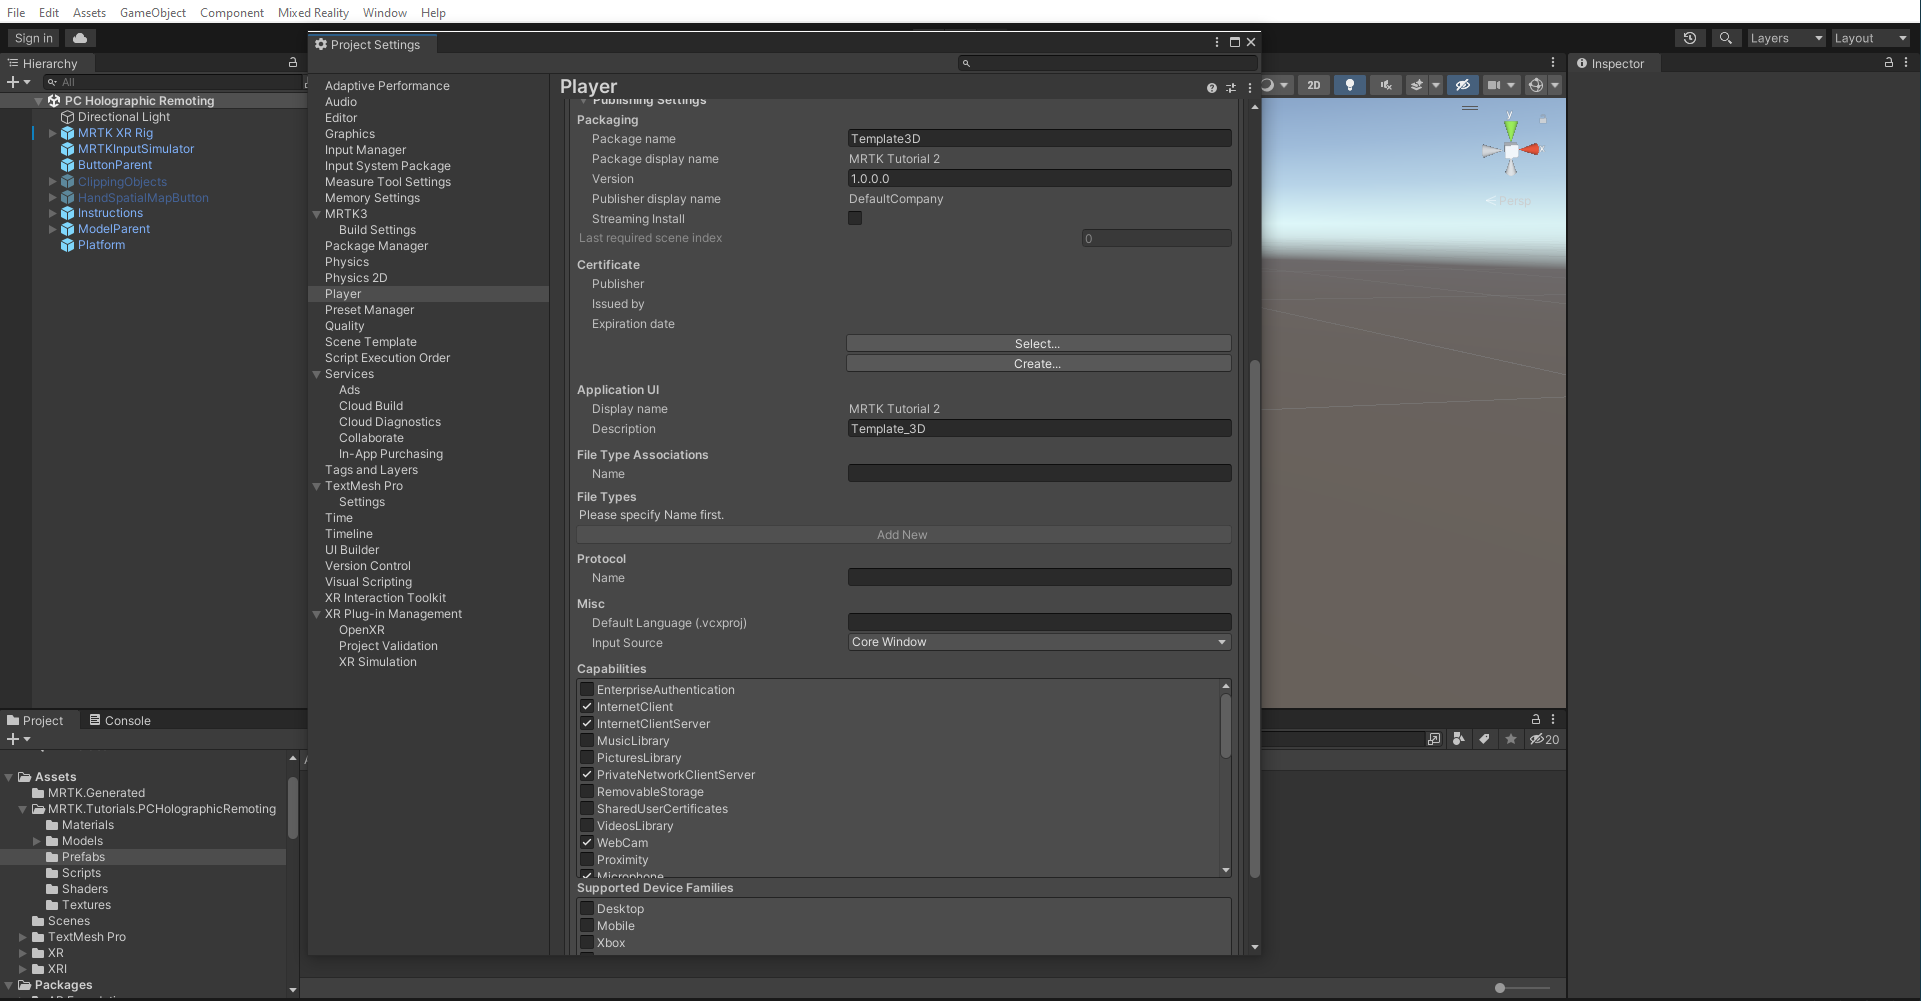 File Edit Assets GameObject Component Mixed Reality Window Help
Sign in
Layers
Layout
Hierarchy
All
PC Holographic Remoting
Directional Light
MRTK XR Rig
MRTKInputSimulator
ButtonParent
ClippingObjects
HandSpatialMapButton
Instructions
ModelParent
Platform
Project Settings
Adaptive Performance
Audio
Editor
Graphics
Input Manager
Input System Package
Measure Tool Settings
Memory Settings
MRTK3
Build Settings
Package Manager
Physics
Physics 2D
Player
Preset Manager
Quality
Scene Template
Script Execution Order
Services
Ads
Cloud Build
Cloud Diagnostics
Collaborate
In-App Purchasing
Tags and Layers
TextMesh Pro
Settings
Time
Timeline
UI Builder
Version Control
Visual Scripting
XR Interaction Toolkit
XR Plug-in Management
OpenXR
Project Validation
XR Simulation
Player
Publishing Settings
Packaging
Package name Template3D
Package display name MRTK Tutorial 2
Version 1.0.0.0
Publisher display name DefaultCompany
Streaming Install
Last required scene index 0
Certificate
Publisher
Issued by
Expiration date
Select...
Create...
Application UI
Display name MRTK Tutorial 2
Description Template_3D
File Type Associations
Name
File Types
Please specify Name first.
Add New
Protocol
Name
Misc
Default Language (.vcxproj)
Input Source Core Window
Capabilities
EnterpriseAuthentication
InternetClient
InternetClientServer
MusicLibrary
PicturesLibrary
PrivateNetworkClientServer
RemovableStorage
SharedUserCertificates
VideosLibrary
WebCam
Proximity
Microphone
Supported Device Families
Desktop
Mobile
Xbox
2D
y
x
Persp
Inspector
Project Console
20
Assets
MRTK.Generated
MRTK.Tutorials.PCHolographicRemoting
Materials
Models
Prefabs
Scripts
Shaders
Textures
Scenes
TextMesh Pro
XR
XRI
Packages